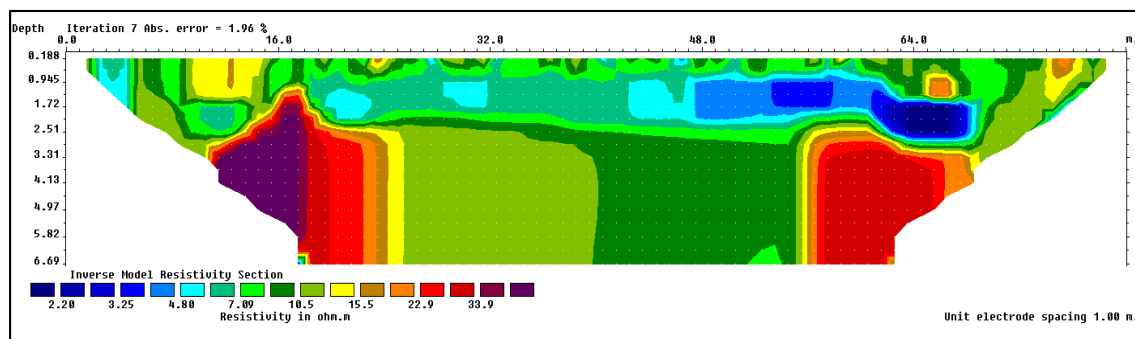 Depth Iteration 7 Abs. error = 1.96 %
0.0 16.0 32.0 48.0 64.0 m.
0.188
0.945
1.72
2.51
3.31
4.13
4.97
5.82
6.69
Inverse Model Resistivity Section
2.20 3.25 4.80 7.09 10.5 15.5 22.9 33.9
Resistivity in ohm.m Unit electrode spacing 1.00 m.